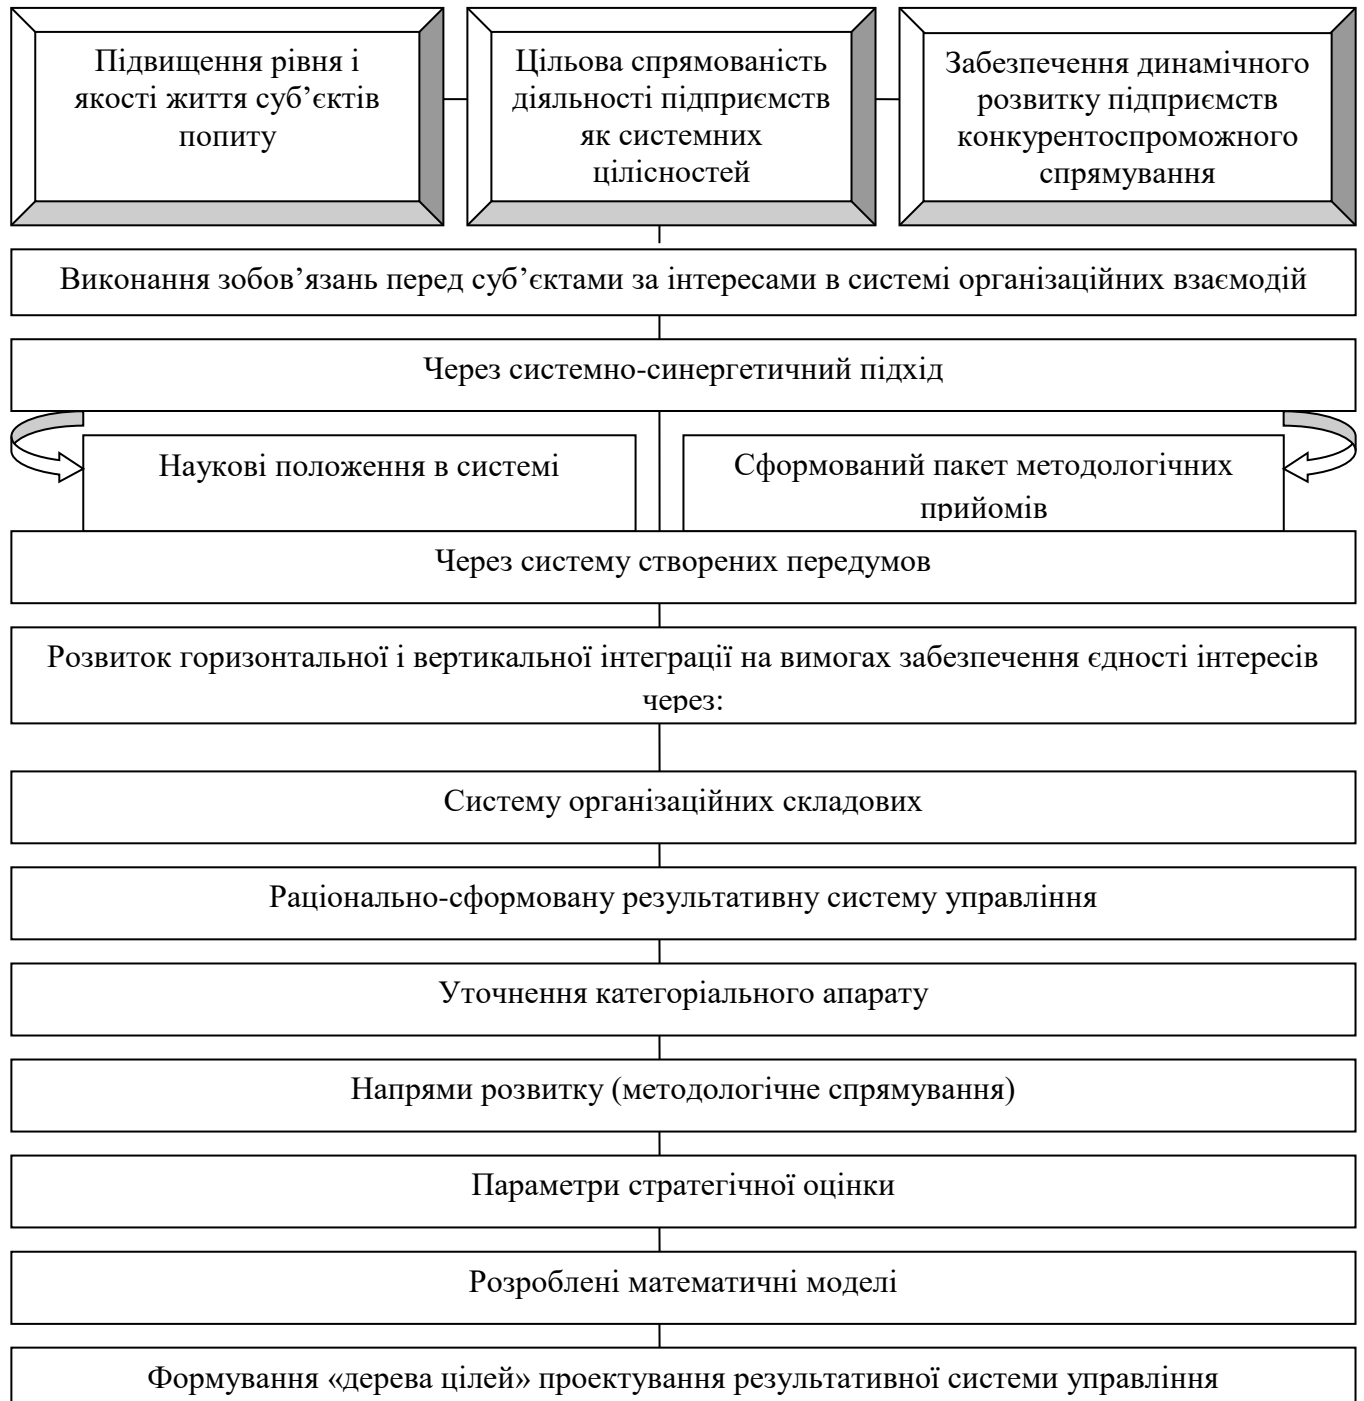 Підвищення рівня і
якості життя суб’єктів
попиту
Цільова спрямованість
діяльності підприємств
як системних
цілісностей
Забезпечення динамічного
розвитку підприємств
конкурентоспроможного
спрямування
Виконання зобов’язань перед суб’єктами за інтересами в системі організаційних взаємодій
Через системно-синергетичний підхід
Наукові положення в системі
Сформований пакет методологічних
прийомів
Через систему створених передумов
Розвиток горизонтальної і вертикальної інтеграції на вимогах забезпечення єдності інтересів
через:
Систему організаційних складових
Раціонально-сформовану результативну систему управління
Уточнення категоріального апарату
Напрями розвитку (методологічне спрямування)
Параметри стратегічної оцінки
Розроблені математичні моделі
Формування «дерева цілей» проектування результативної системи управління